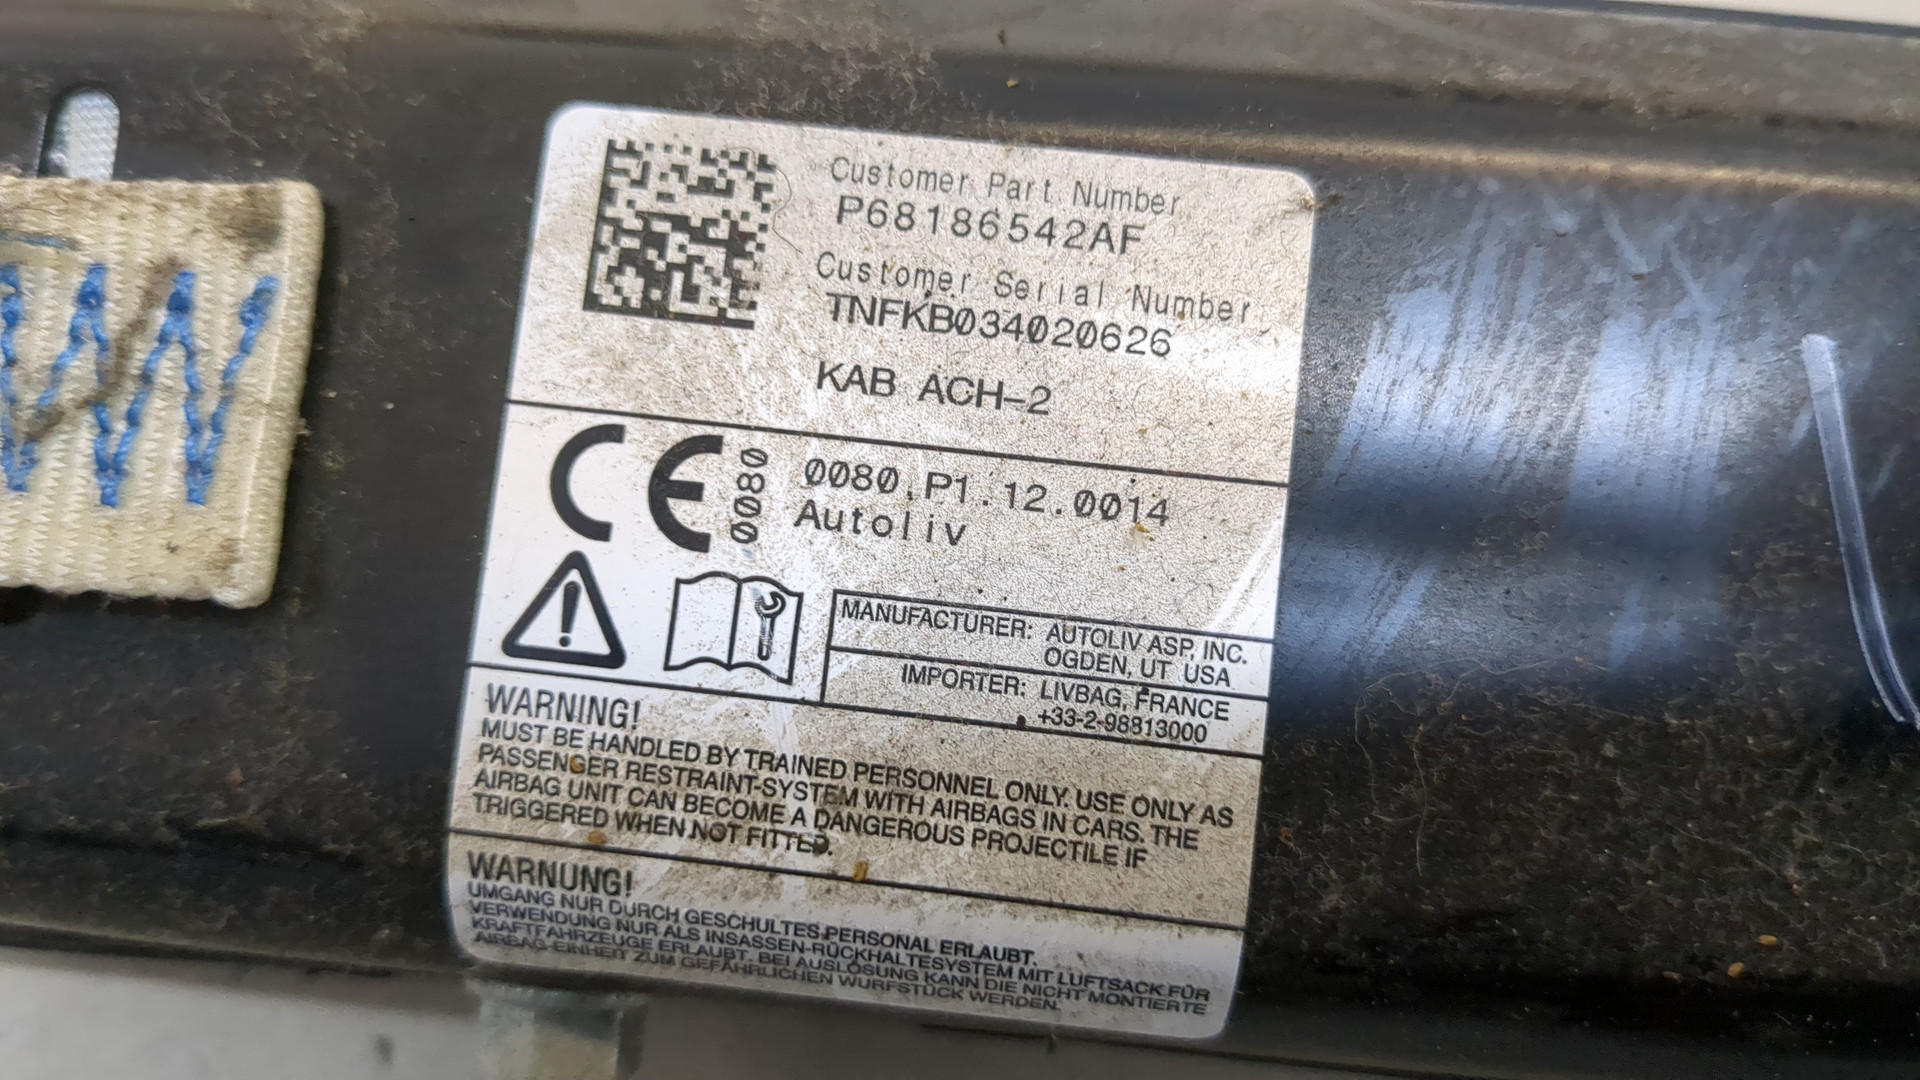 Customer Part Number
P68186542AF
Customer Serial Number
TNFKB034020626
KAB ACH-2
CE 0080
0080.P1.12.0014
Autoliv
MANUFACTURER: AUTOLIV ASP, INC.
OGDEN, UT USA
IMPORTER: LIVBAG, FRANCE
+33-2-98813000
WARNING!
MUST BE HANDLED BY TRAINED PERSONNEL ONLY. USE ONLY AS
PASSENGER RESTRAINT-SYSTEM WITH AIRBAGS IN CARS. THE
AIRBAG UNIT CAN BECOME A DANGEROUS PROJECTILE IF
TRIGGERED WHEN NOT FITTED.
WARNUNG!
UMGANG NUR DURCH GESCHULTES PERSONAL ERLAUBT.
VERWENDUNG NUR ALS INSASSEN-RÜCKHALTESYSTEM MIT LUFTSACK FÜR
KRAFTFAHRZEUGE ERLAUBT. BEI AUSLÖSUNG KANN DIE NICHT MONTIERTE
AIRBAG-EINHEIT ZUM GEFÄHRLICHEN WURFSTÜCK WERDEN.